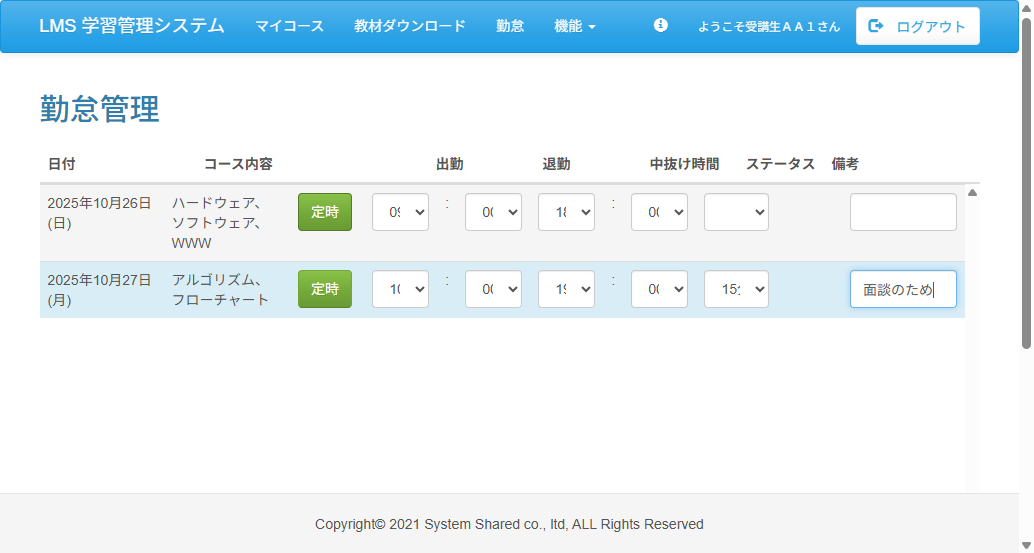 LMS 学習管理システム マイコース 教材ダウンロード 勤怠 機能 ようこそ受講生ＡＡ１さん ログアウト
勤怠管理
日付 コース内容 出勤 退勤 中抜け時間 ステータス 備考
2025年10月26日 ハードウェア、 定時 09 : 00 18 : 00
(日) ソフトウェア、
WWW
2025年10月27日 アルゴリズム、 定時 10 : 00 19 : 00 15 面談のため
(月) フローチャート
Copyright© 2021 System Shared co., ltd, ALL Rights Reserved